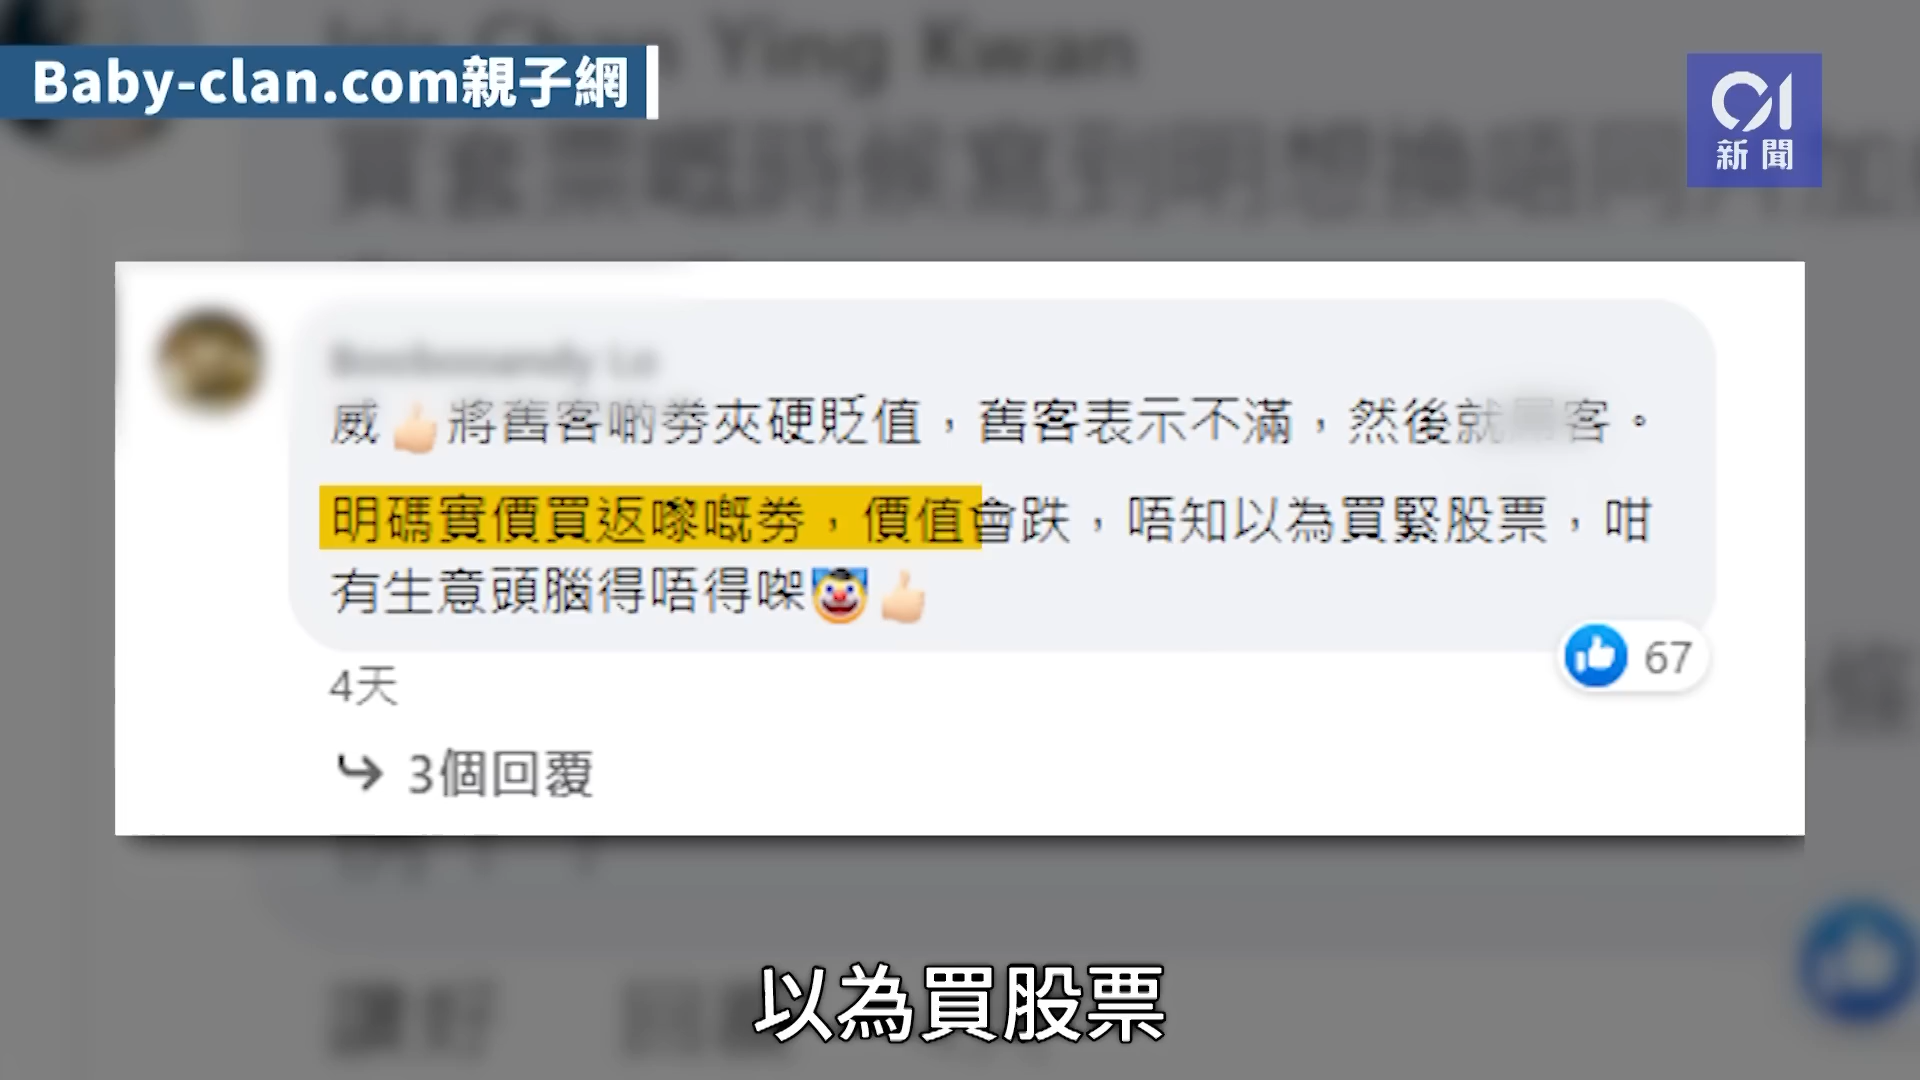 Baby-clan.com親子網
01
新聞
威👍🏻將舊客啲券夾硬貶值，舊客表示不滿，然後就客。
明碼實價買返嚟嘅券，價值會跌，唔知以為買緊股票，咁
有生意頭腦得唔得㗎🤡👍🏻
67
4天
3個回覆
以為買股票